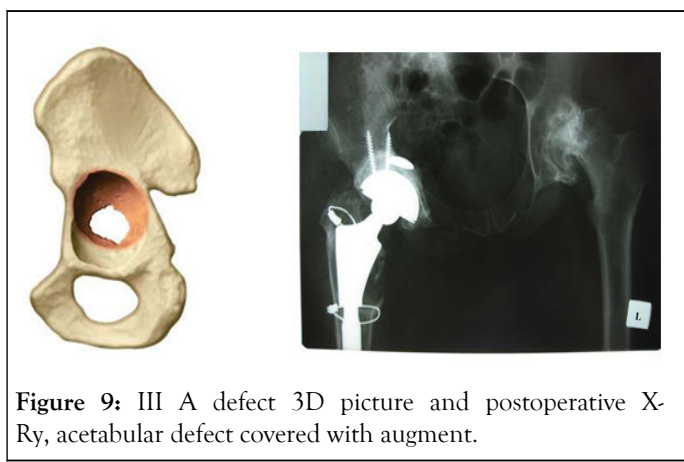 L
Figure 9: III A defect 3D picture and postoperative X-
Ry, acetabular defect covered with augment.